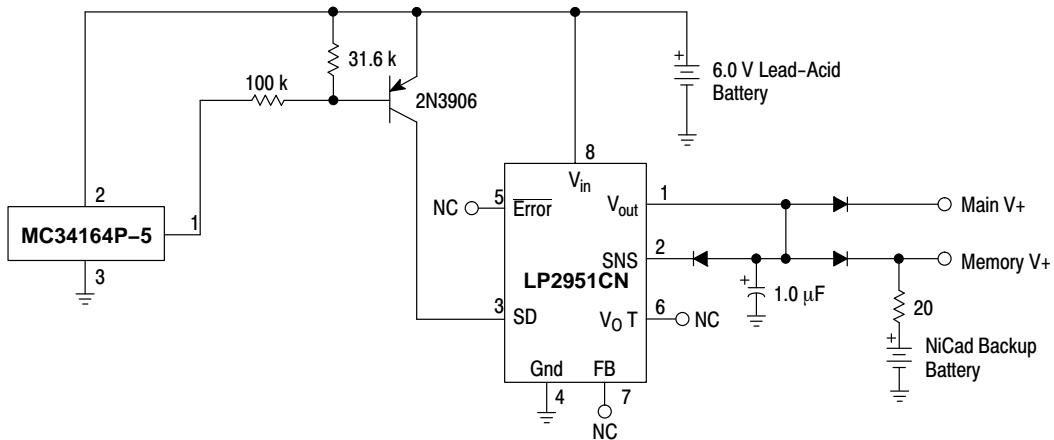 31.6 k
100 k
2N3906
6.0 V Lead–Acid
Battery
+
8
Vin
2
MC34164P–5
1
3
NC
5
Error
Vout
1
Main V+
SNS
2
LP2951CN
Memory V+
+
1.0 μF
3
SD
VO T
6
NC
20
+
NiCad Backup
Battery
Gnd
FB
4
7
NC